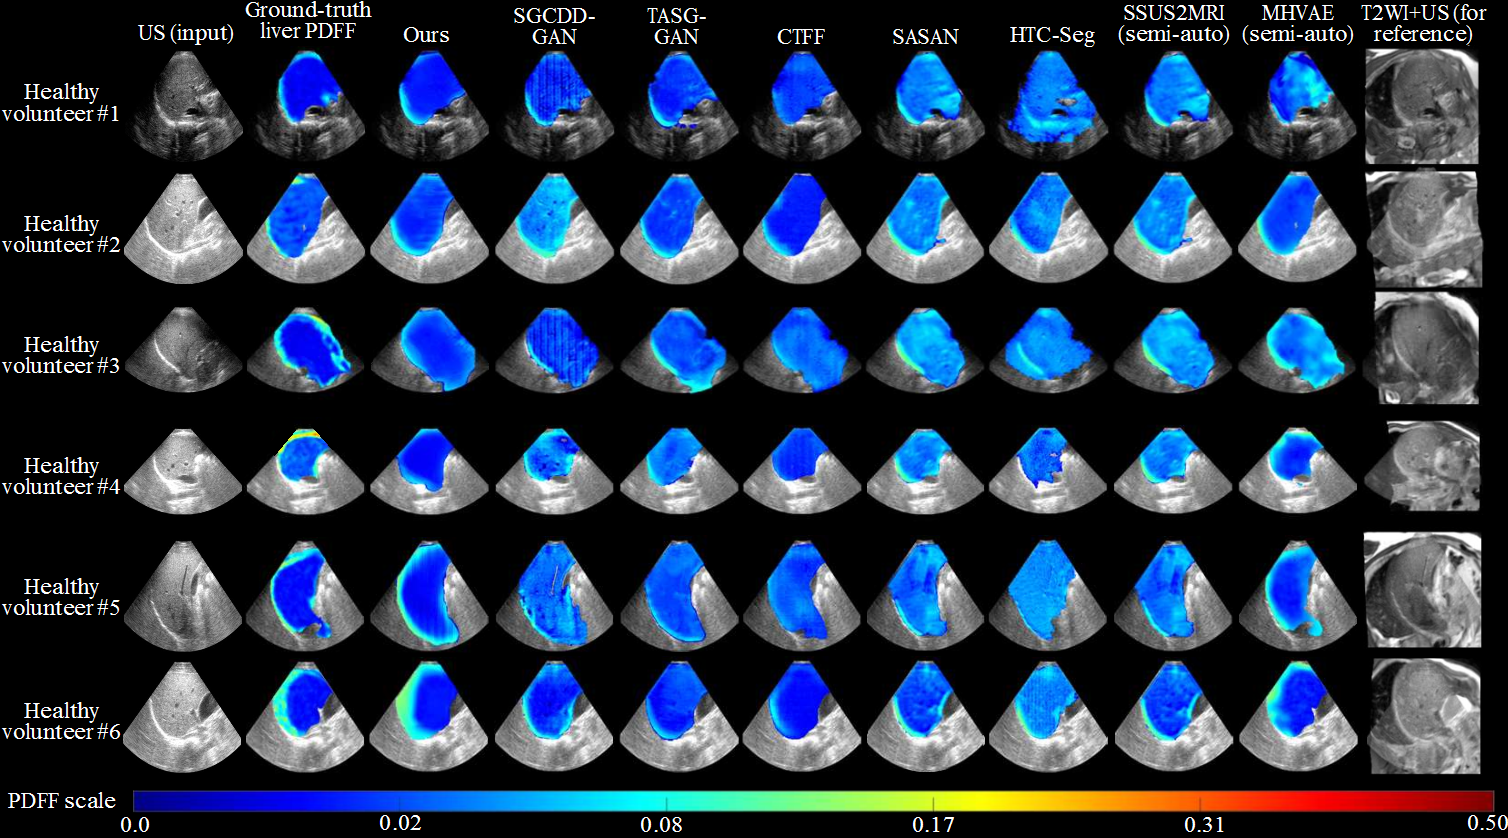 US (input)
Ground-truth
liver PDFF
Ours
SGCDD-
GAN
TASG-
GAN
CTFF
SASAN
HTC-Seg
SSUS2MRI
(semi-auto)
MHVAE
(semi-auto)
T2WI+US (for
reference)
Healthy
volunteer #1
Healthy
volunteer #2
Healthy
volunteer #3
Healthy
volunteer #4
Healthy
volunteer #5
Healthy
volunteer #6
PDFF scale
0.0 0.02 0.08 0.17 0.31 0.50